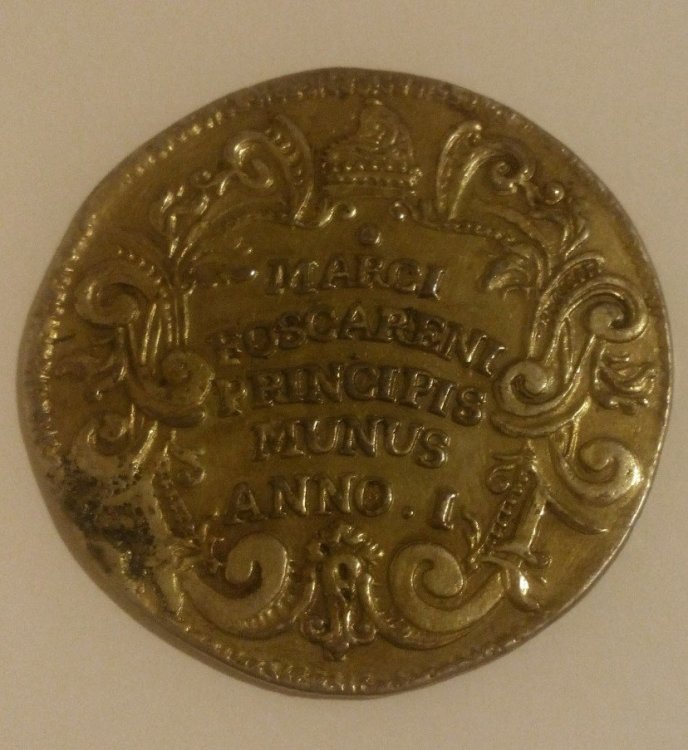 MARCI
FOSCARENI
PRINCIPIS
MUNUS
ANNO . I